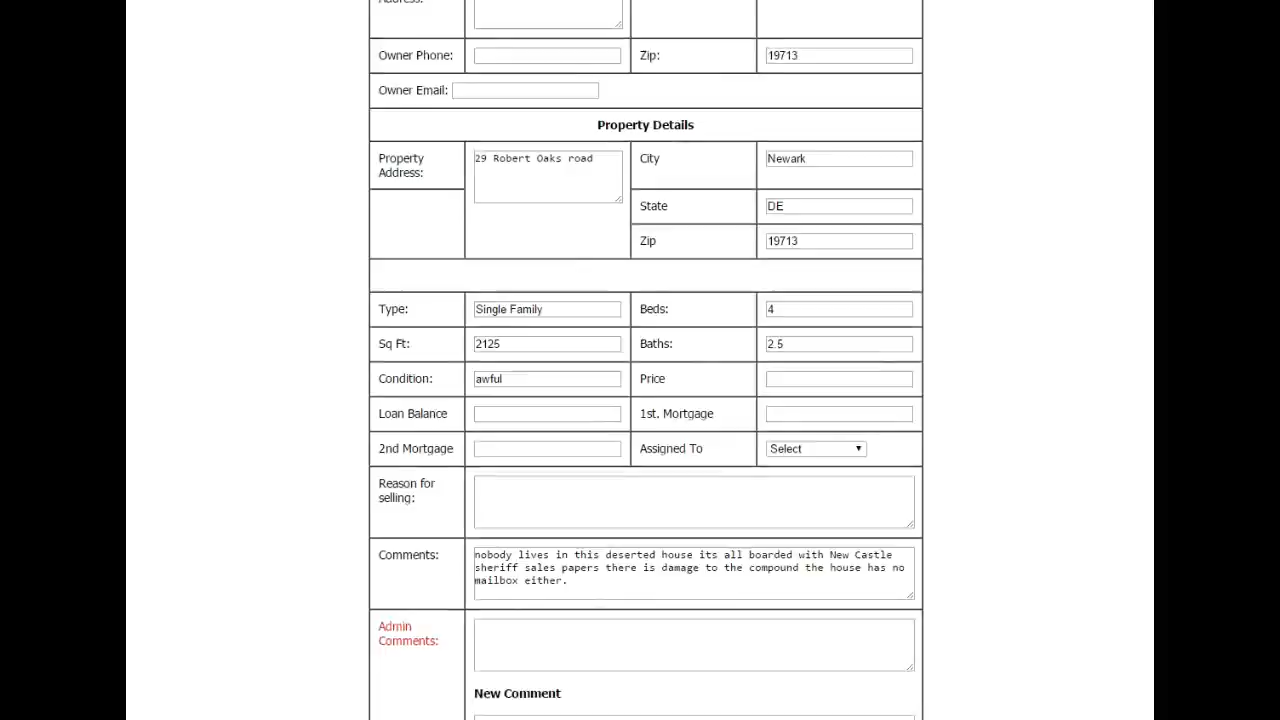 Address:
Owner Phone:
Zip: 19713
Owner Email:
Property Details
Property
Address:
29 Robert Oaks road
City Newark
State DE
Zip 19713
Type: Single Family Beds: 4
Sq Ft: 2125 Baths: 2.5
Condition: awful Price
Loan Balance 1st. Mortgage
2nd Mortgage Assigned To Select
Reason for
selling:
Comments:
nobody lives in this deserted house its all boarded with New Castle
sheriff sales papers there is damage to the compound the house has no
mailbox either.
Admin
Comments:
New Comment